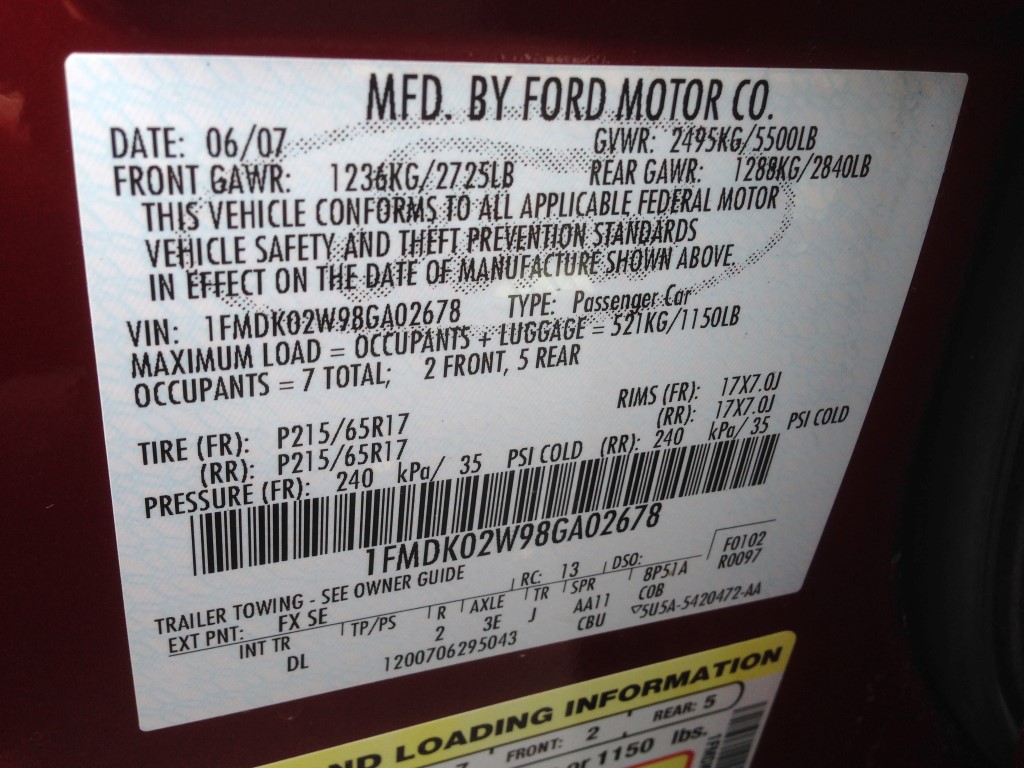 MFD. BY FORD MOTOR CO.
DATE: 06/07 GVWR: 2495KG/5500LB
FRONT GAWR: 1236KG/2725LB REAR GAWR: 1288KG/2840LB
THIS VEHICLE CONFORMS TO ALL APPLICABLE FEDERAL MOTOR
VEHICLE SAFETY AND THEFT PREVENTION STANDARDS
IN EFFECT ON THE DATE OF MANUFACTURE SHOWN ABOVE.
VIN: 1FMDK02W98GA02678 TYPE: Passenger Car
MAXIMUM LOAD = OCCUPANTS + LUGGAGE = 521KG/1150LB
OCCUPANTS = 7 TOTAL; 2 FRONT, 5 REAR
TIRE (FR): P215/65R17 RIMS (FR): 17X7.0J
(RR): P215/65R17 (RR): 17X7.0J
PRESSURE (FR): 240 kPa/ 35 PSI COLD (RR): 240 kPa/ 35 PSI COLD
1FMDK02W98GA02678
TRAILER TOWING - SEE OWNER GUIDE RC: 13 DSO: F0102
EXT PNT: FX SE R0097
INT TR TP/PS R AXLE TR SPR 8P51A
DL 2 3E J AA11 COB
1200706295043 CBU 5U5A-5420472-AA
ND LOADING INFORMATION
7 FRONT: 2 REAR: 5
or 1150 lbs.